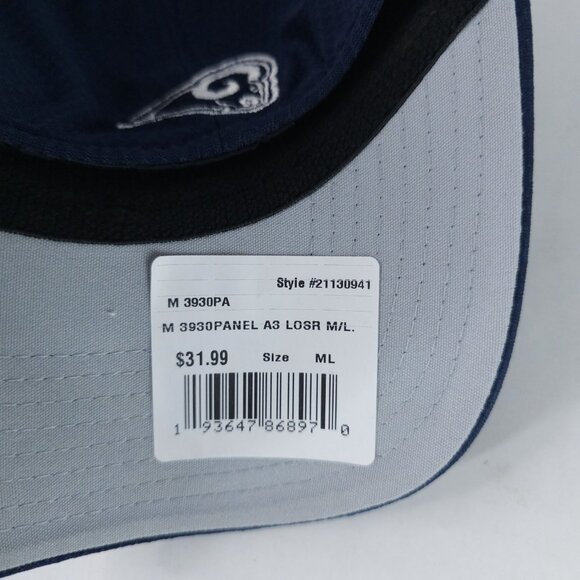 Style #21130941
M 3930PA
M 3930PANEL A3 LOSR M/L.
$31.99 Size ML
1 93647 86897 0